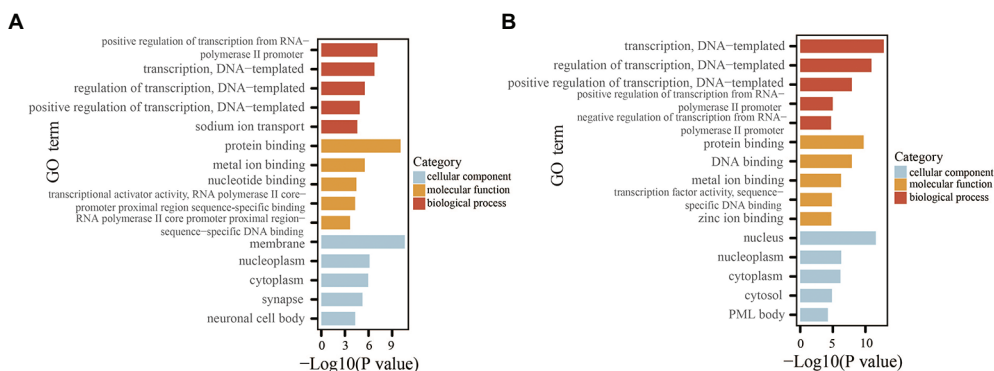 A
positive regulation of transcription from RNA−
polymerase II promoter
transcription, DNA−templated
regulation of transcription, DNA−templated
positive regulation of transcription, DNA−templated
sodium ion transport
protein binding
metal ion binding
nucleotide binding
transcriptional activator activity, RNA polymerase II core−
promoter proximal region sequence-specific binding
RNA polymerase II core promoter proximal region−
sequence−specific DNA binding
membrane
nucleoplasm
cytoplasm
synapse
neuronal cell body
GO term
0 3 6 9
−Log10(P value)
Category
cellular component
molecular function
biological process
B
transcription, DNA−templated
regulation of transcription, DNA−templated
positive regulation of transcription, DNA−templated
positive regulation of transcription from RNA−
polymerase II promoter
negative regulation of transcription from RNA−
polymerase II promoter
protein binding
DNA binding
metal ion binding
transcription factor activity, sequence−
specific DNA binding
zinc ion binding
nucleus
nucleoplasm
cytoplasm
cytosol
PML body
GO term
0 5 10
−Log10(P value)
Category
cellular component
molecular function
biological process